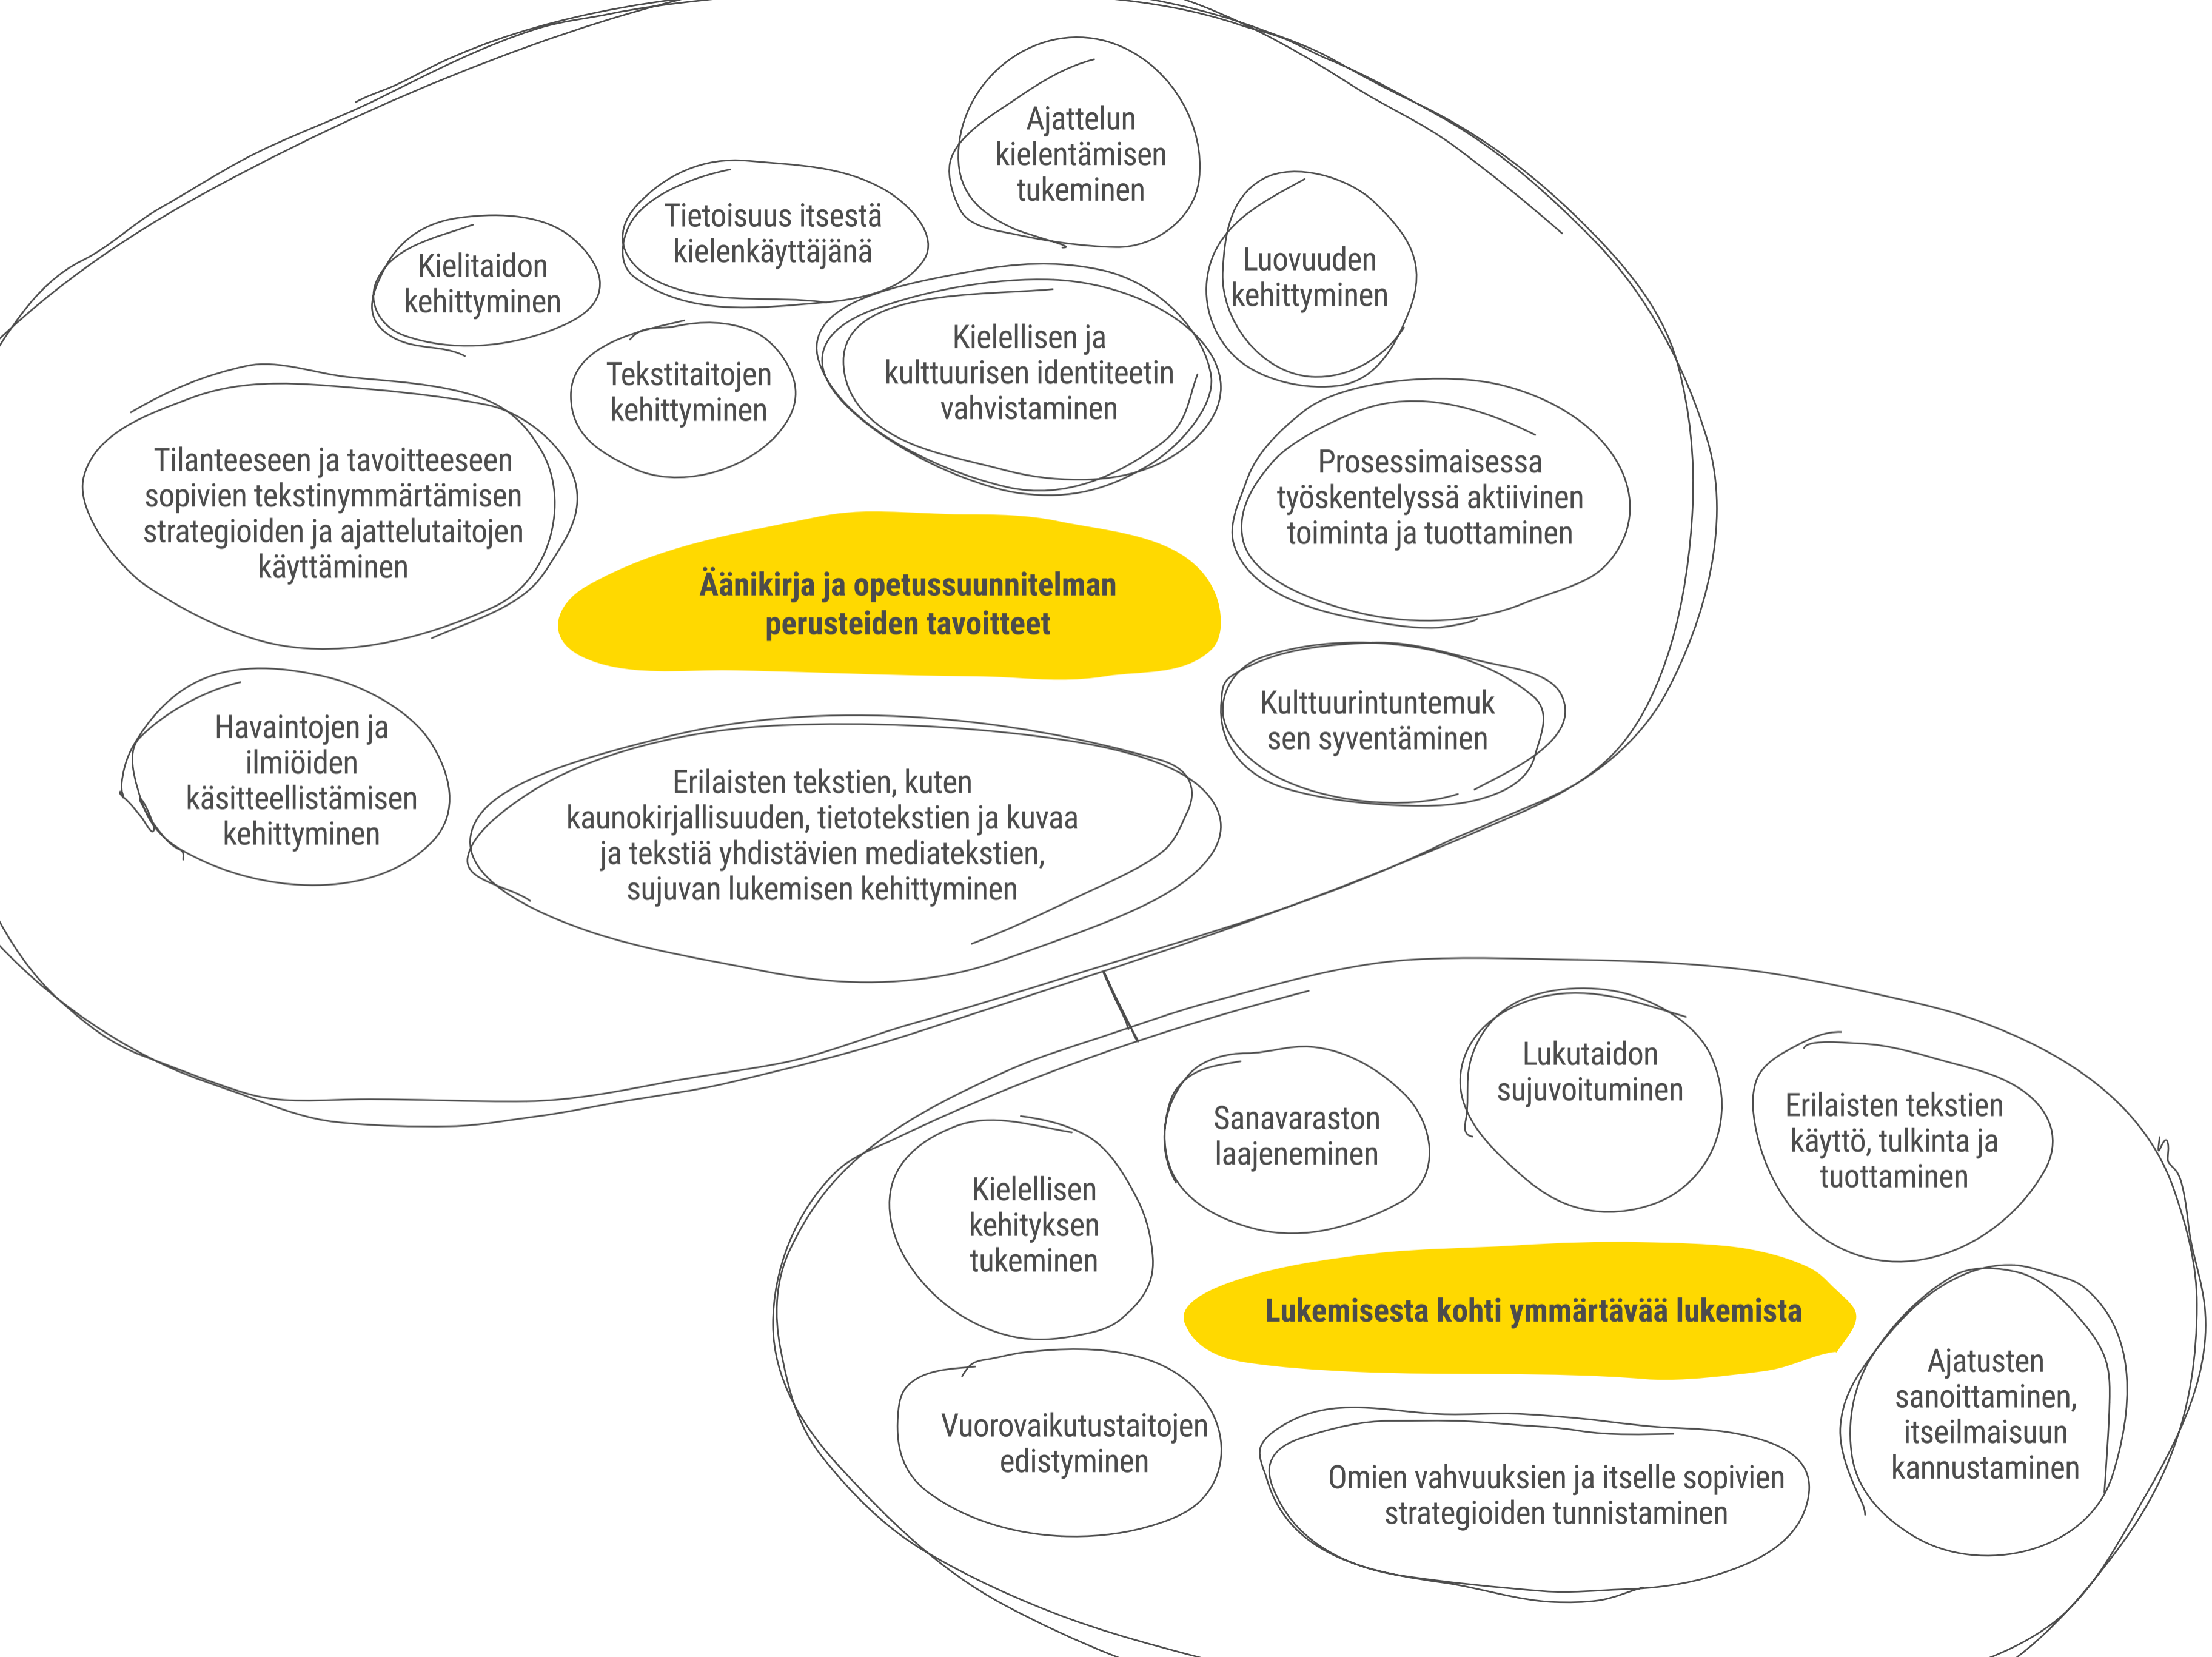 Ajattelun
kielentämisen
tukeminen
Tietoisuus itsestä
kielenkäyttäjänä
Kielitaidon
kehittyminen
Luovuuden
kehittyminen
Tekstitaitojen
kehittyminen
Kielellisen ja
kulttuurisen identiteetin
vahvistaminen
Tilanteeseen ja tavoitteeseen
sopivien tekstinymmärtämisen
strategioiden ja ajattelutaitojen
käyttäminen
Prosessimaisessa
työskentelyssä aktiivinen
toiminta ja tuottaminen
Äänikirja ja opetussuunnitelman
perusteiden tavoitteet
Kulttuurintuntemuk
sen syventäminen
Havaintojen ja
ilmiöiden
käsitteellistämisen
kehittyminen
Erilaisten tekstien, kuten
kaunokirjallisuuden, tietotekstien ja kuvaa
ja tekstiä yhdistävien mediatekstien,
sujuvan lukemisen kehittyminen
Lukutaidon
sujuvoituminen
Sanavaraston
laajeneminen
Erilaisten tekstien
käyttö, tulkinta ja
tuottaminen
Kielellisen
kehityksen
tukeminen
Lukemisesta kohti ymmärtävää lukemista
Ajatusten
sanoittaminen,
itseilmaisuun
kannustaminen
Vuorovaikutustaitojen
edistyminen
Omien vahvuuksien ja itselle sopivien
strategioiden tunnistaminen